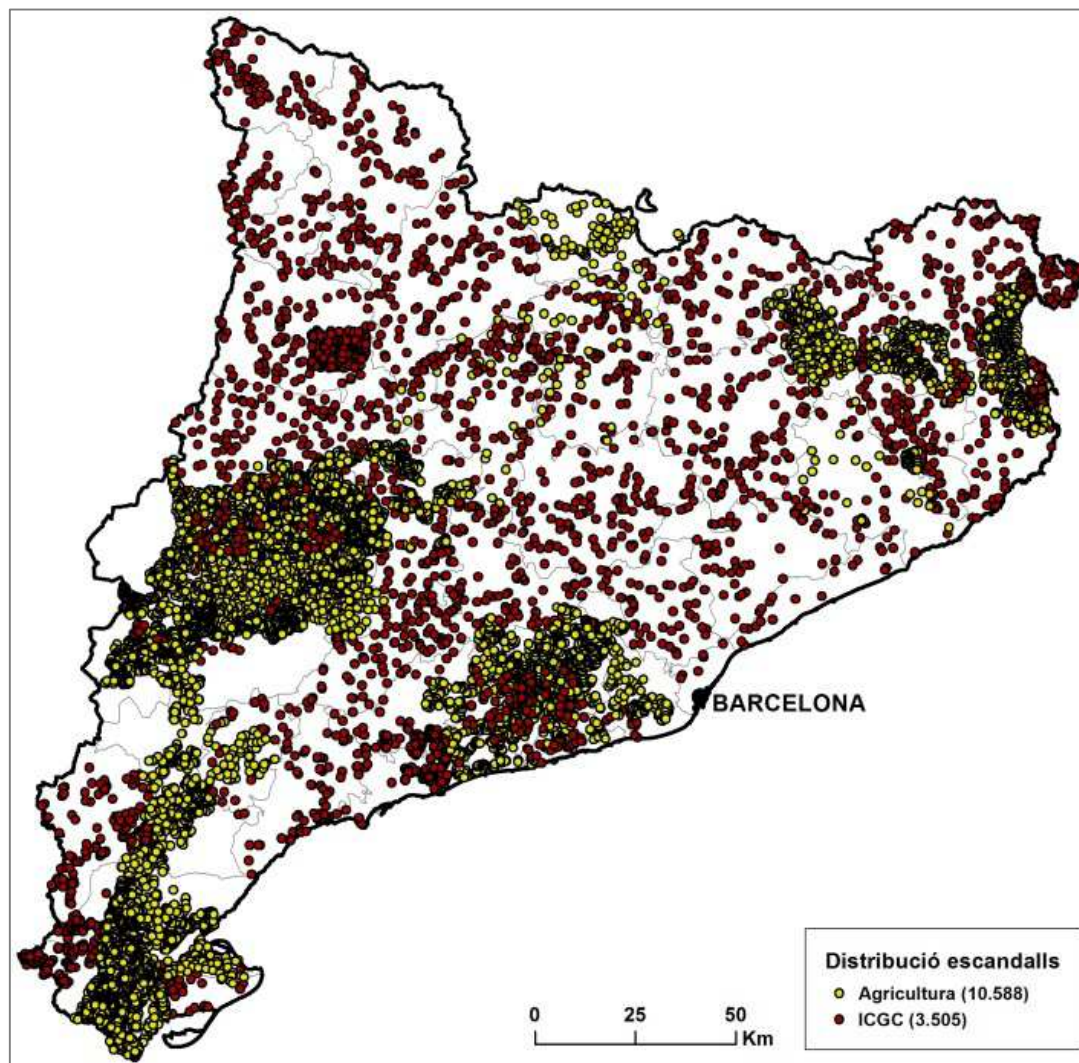 BARCELONA
Distribució escandalls
Agricultura (10.588)
ICGC (3.505)
0 25 50
Km